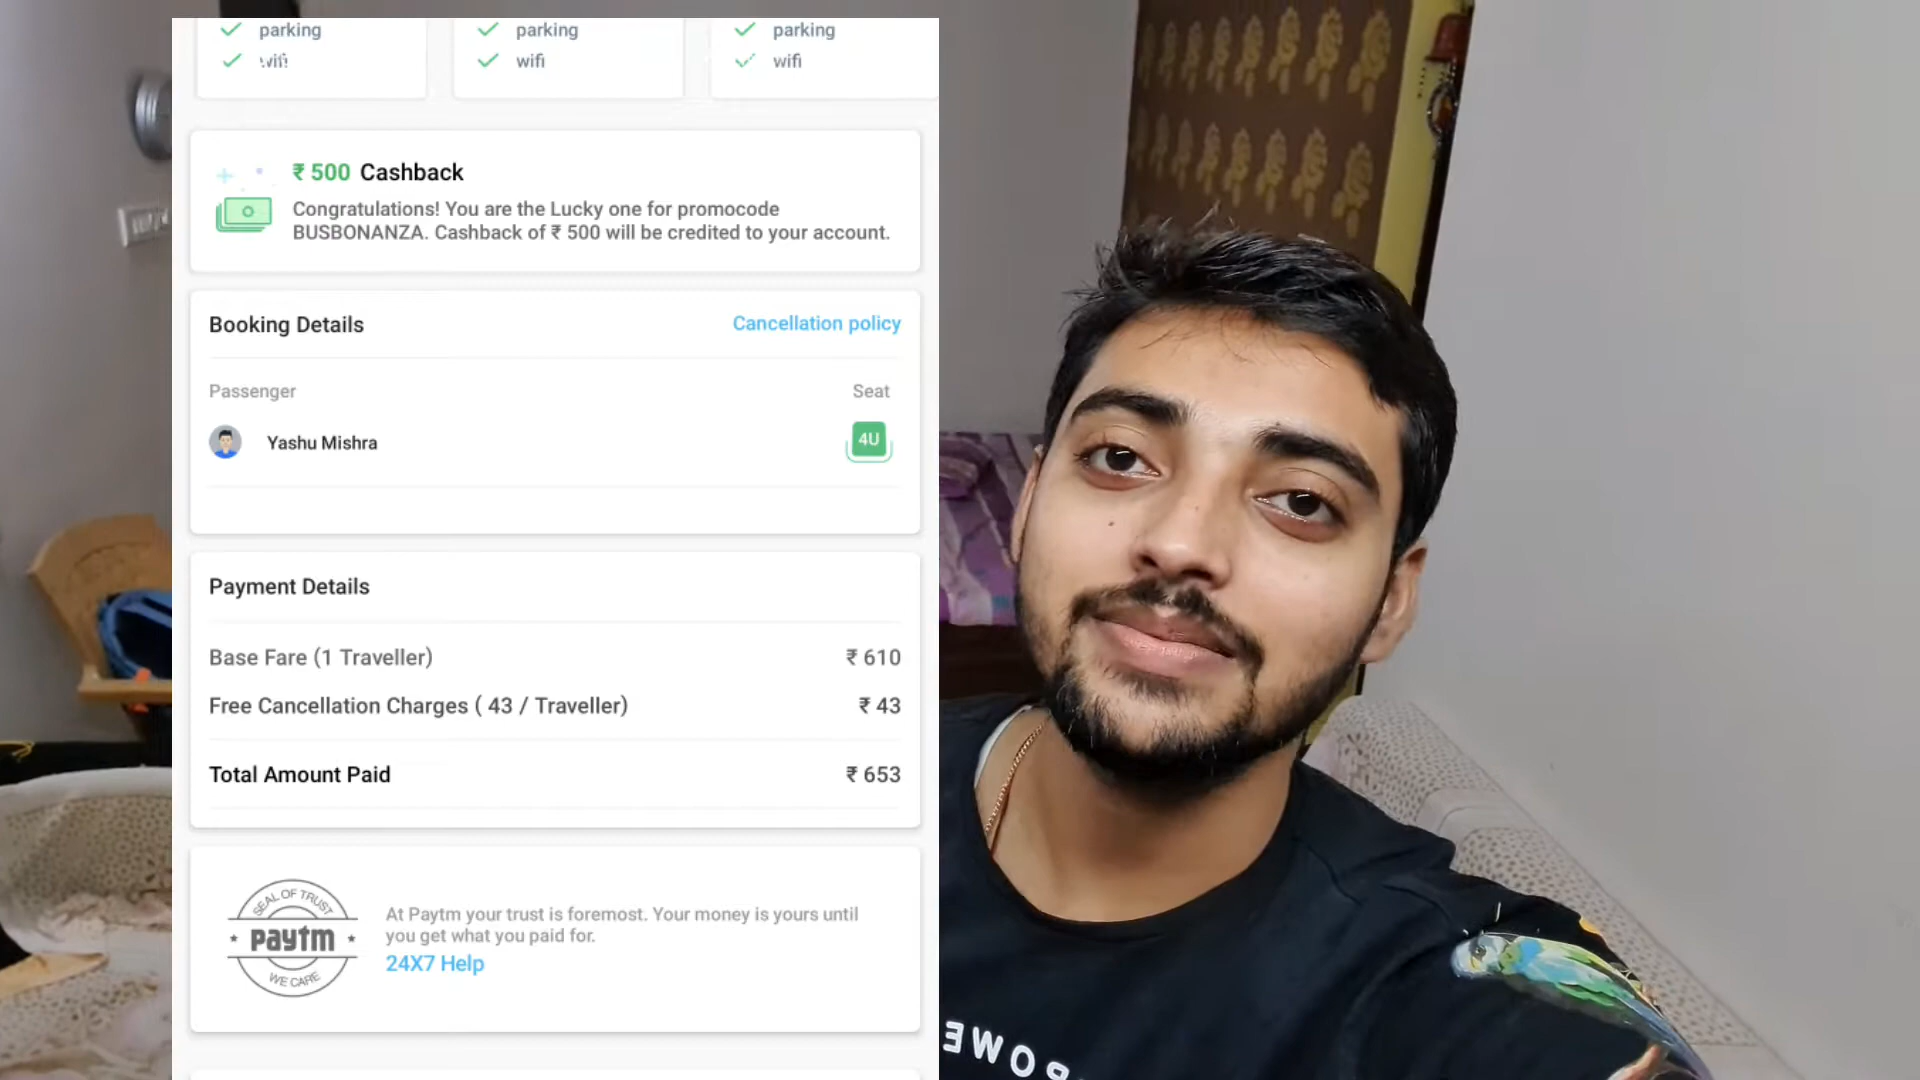 parking parking parking
wifi wifi wifi
₹ 500 Cashback
Congratulations! You are the Lucky one for promocode
BUSBONANZA. Cashback of ₹ 500 will be credited to your account.
Booking Details Cancellation policy
Passenger Seat
Yashu Mishra 4U
Payment Details
Base Fare (1 Traveller) ₹ 610
Free Cancellation Charges ( 43 / Traveller) ₹ 43
Total Amount Paid ₹ 653
SEAL OF TRUST
paytm
WE CARE
At Paytm your trust is foremost. Your money is yours until
you get what you paid for.
24X7 Help